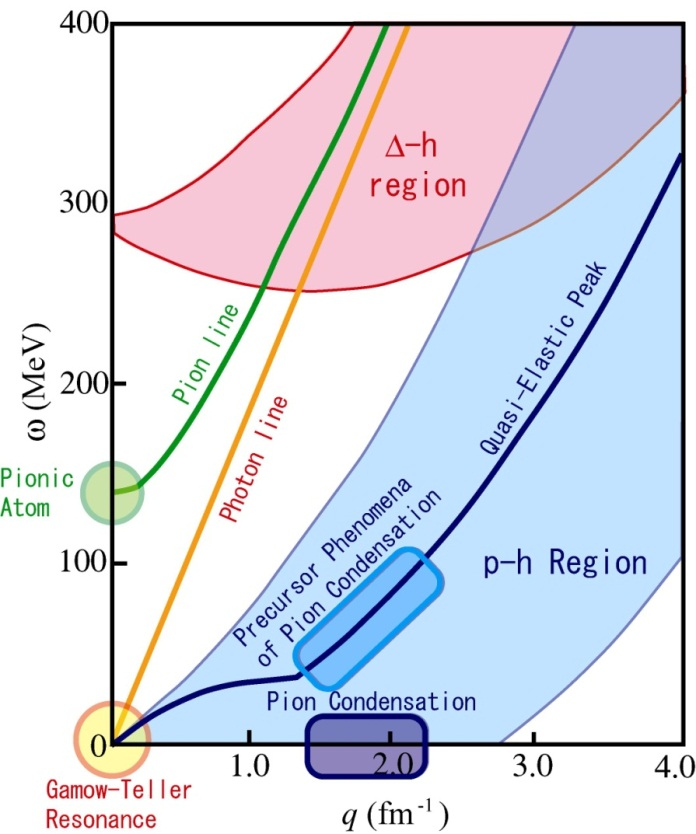 400
Δ-h
region
300
ω (MeV)
Pion line
Quasi-Elastic Peak
200
Photon line
Pionic
Atom
Precursor Phenomena
of Pion Condensation
100
p-h Region
Pion Condensation
0
1.0
2.0
3.0
4.0
Gamow-Teller
Resonance
q (fm⁻¹)